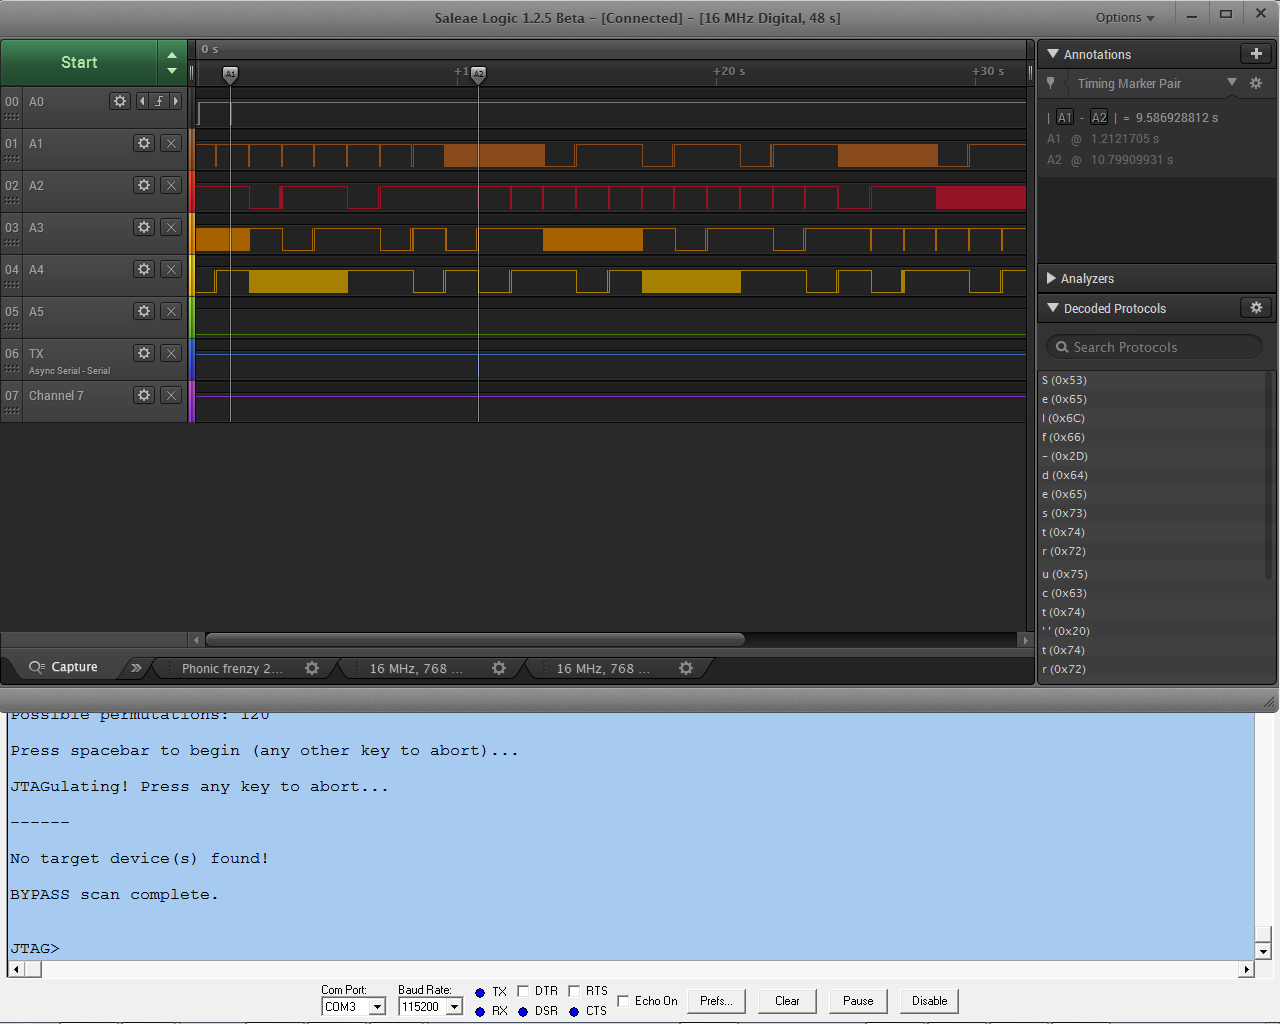 Saleae Logic 1.2.5 Beta - [Connected] - [16 MHz Digital, 48 s]
Options
Start
0 s
+1
+20 s
+30 s
A1
A2
00 A0
01 A1
02 A2
03 A3
04 A4
05 A5
06 TX
Async Serial - Serial
07 Channel 7
Annotations
Timing Marker Pair
| A1 - A2 | = 9.586928812 s
A1 @ 1.2121705 s
A2 @ 10.79909931 s
Analyzers
Decoded Protocols
Search Protocols
S (0x53)
e (0x65)
l (0x6C)
f (0x66)
- (0x2D)
d (0x64)
e (0x65)
s (0x73)
t (0x74)
r (0x72)
u (0x75)
c (0x63)
t (0x74)
' ' (0x20)
t (0x74)
r (0x72)
Capture
Phonic frenzy 2...
16 MHz, 768 ...
16 MHz, 768 ...
Possible permutations: 120
Press spacebar to begin (any other key to abort)...
JTAGulating! Press any key to abort...
------
No target device(s) found!
BYPASS scan complete.
JTAG>
Com Port:
COM3
Baud Rate:
115200
TX DTR RTS
RX DSR CTS
Echo On
Prefs...
Clear
Pause
Disable